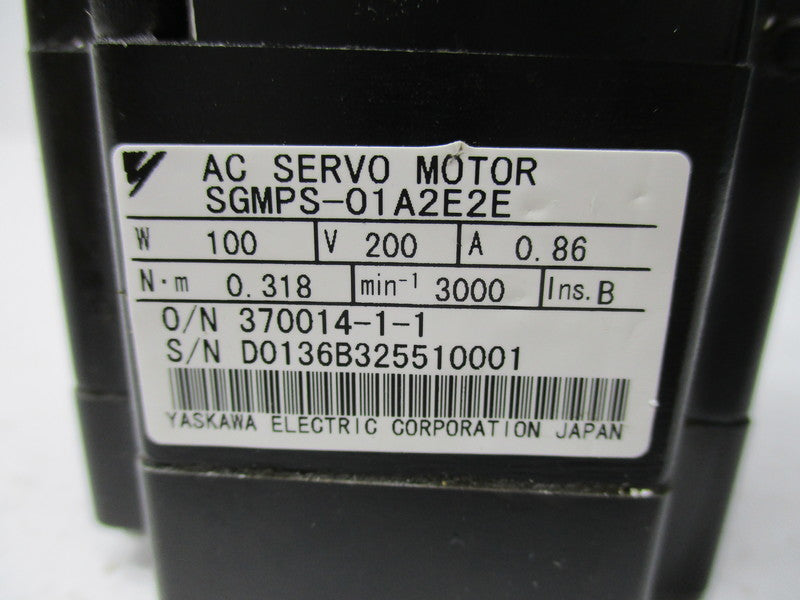 AC SERVO MOTOR
SGMPS-01A2E2E
W 100 V 200 A 0.86
N·m 0.318 min⁻¹ 3000 Ins. B
O/N 370014-1-1
S/N D0136B325510001
YASKAWA ELECTRIC CORPORATION JAPAN